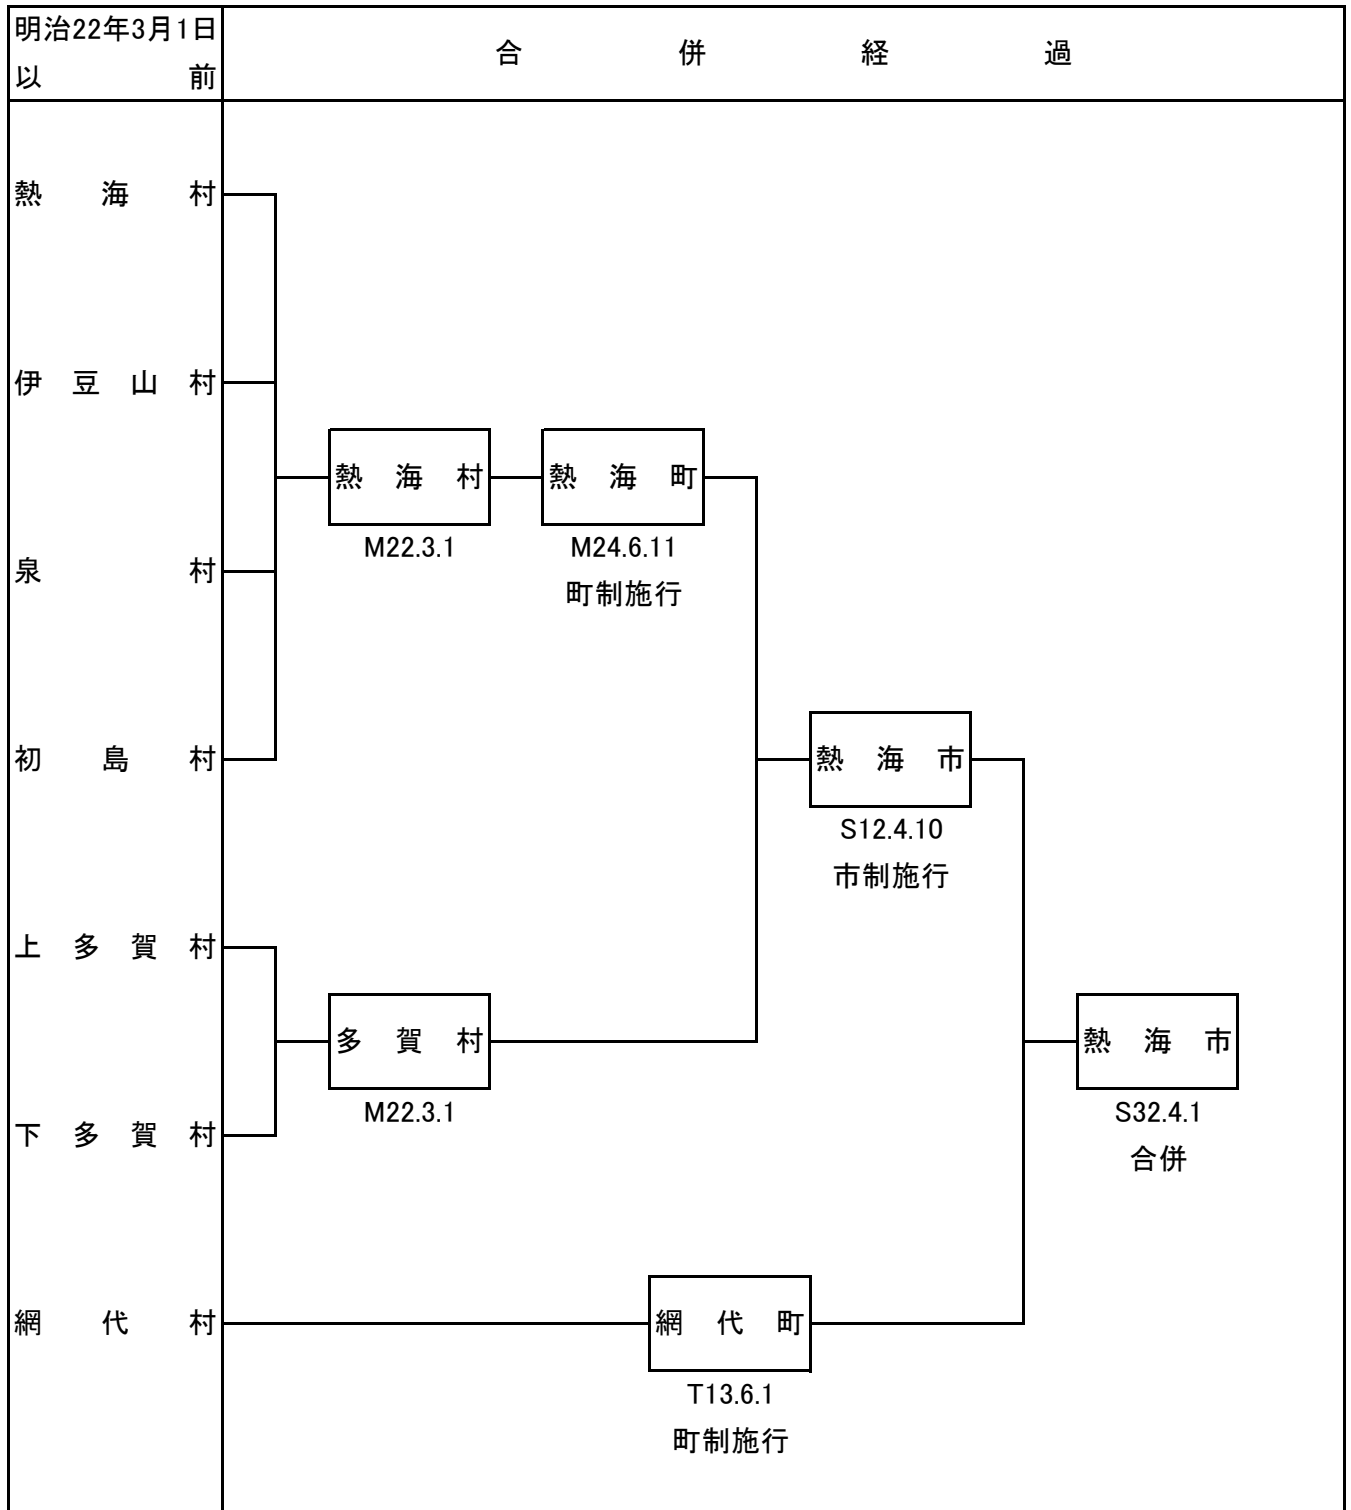 明治22年3月1日
以前
合併経過
熱海村
伊豆山村
熱海村
熱海町
M22.3.1
M24.6.11
泉村
町制施行
初島村
熱海市
S12.4.10
市制施行
上多賀村
多賀村
熱海市
M22.3.1
S32.4.1
下多賀村
合併
網代村
網代町
T13.6.1
町制施行